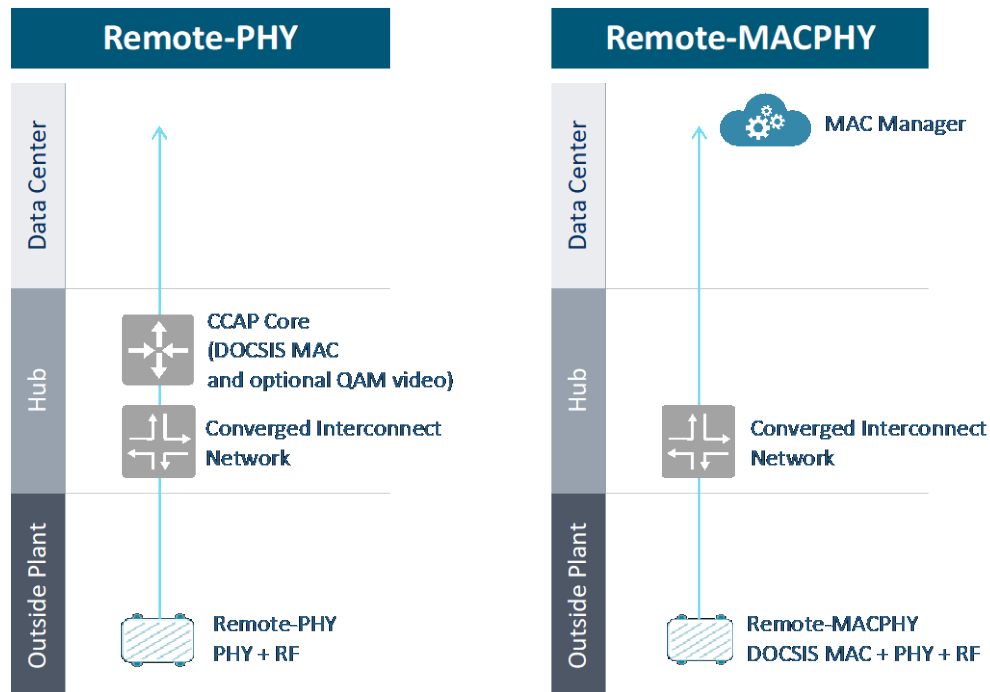 Remote-PHY
Data Center
Hub
CCAP Core
(DOCSIS MAC
and optional QAM video)
Converged Interconnect
Network
Outside Plant
Remote-PHY
PHY + RF
Remote-MACPHY
Data Center
MAC Manager
Hub
Converged Interconnect
Network
Outside Plant
Remote-MACPHY
DOCSIS MAC + PHY + RF